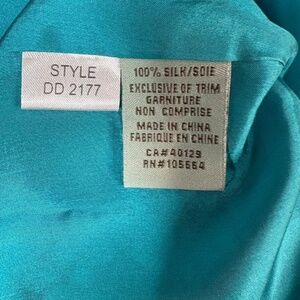 STYLE
DD 2177
100% SILK/SOIE
EXCLUSIVE OF TRIM
GARNITURE
NON COMPRISE
MADE IN CHINA
FABRIQUE EN CHINE
CA#40129
RN#105664